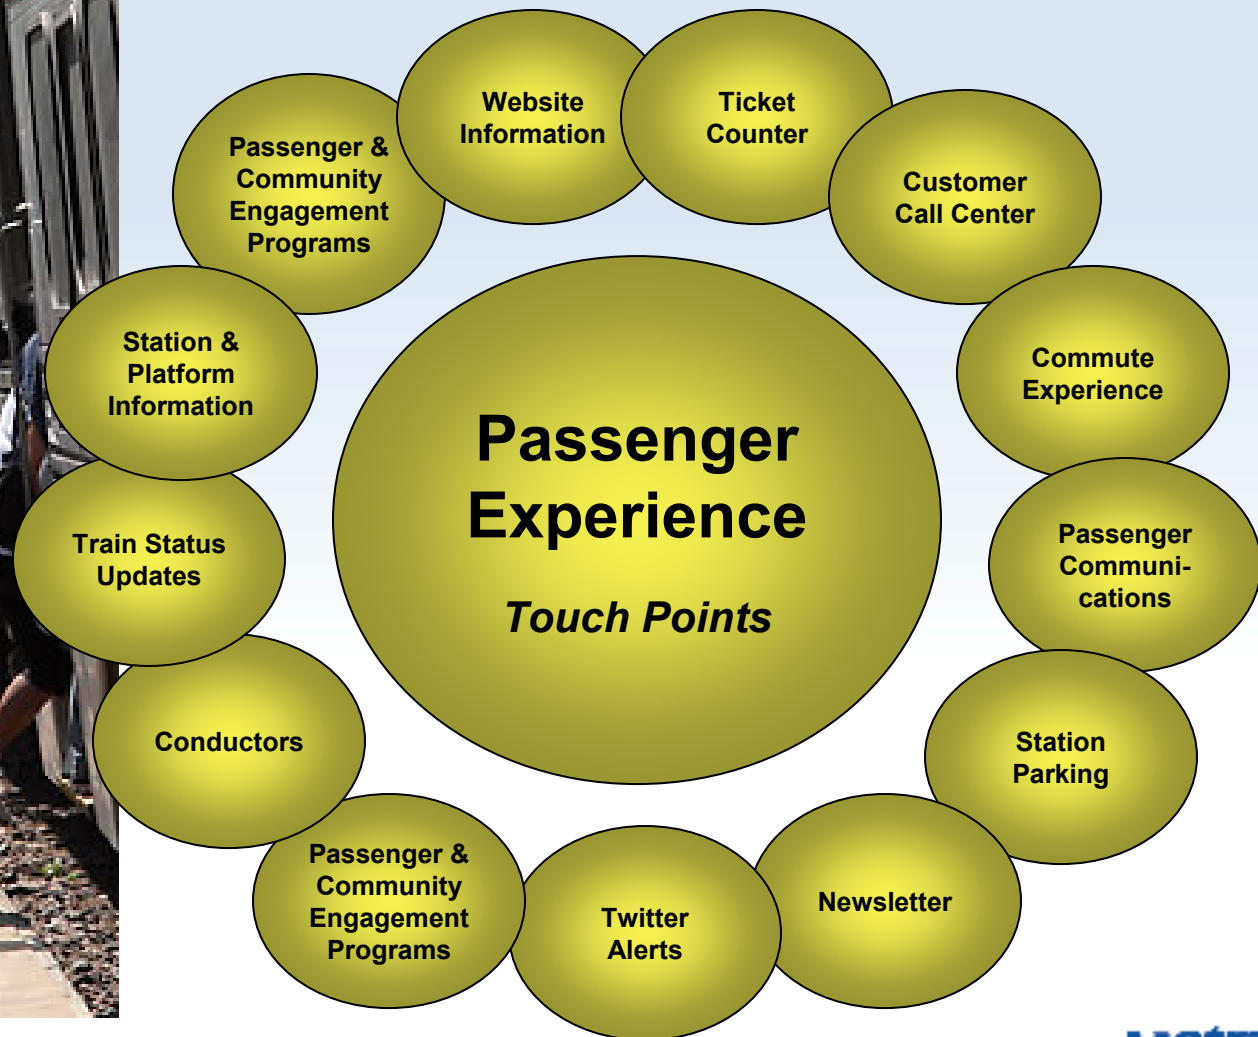 Website
Information
Ticket
Counter
Customer
Call Center
Commute
Experience
Passenger
Communi-
cations
Station
Parking
Newsletter
Twitter
Alerts
Passenger &
Community
Engagement
Programs
Conductors
Train Status
Updates
Station &
Platform
Information
Passenger &
Community
Engagement
Programs
Passenger
Experience
Touch Points